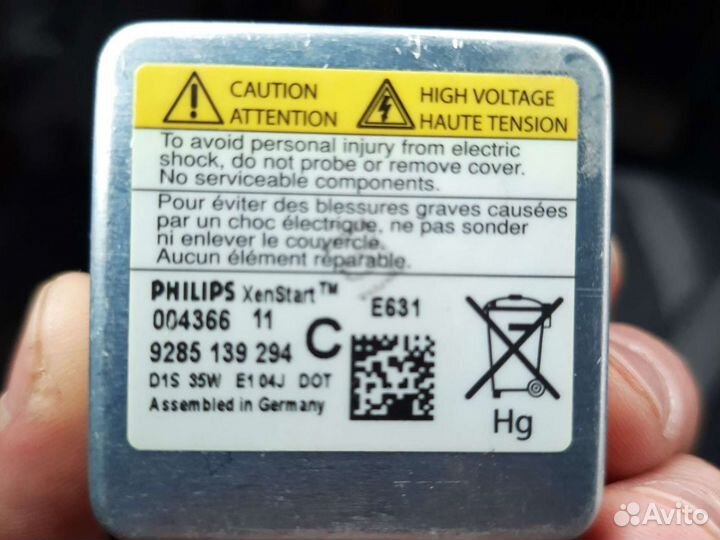 CAUTION
ATTENTION
HIGH VOLTAGE
HAUTE TENSION
To avoid personal injury from electric
shock, do not probe or remove cover.
No serviceable components.
Pour éviter des blessures graves causées
par un choc électrique, ne pas sonder
ni enlever le couvercle.
Aucun élément réparable.
PHILIPS XenStart™ E631
004366 11
9285 139 294 C
D1S 35W E1 04J DOT
Assembled in Germany
Hg
Avito